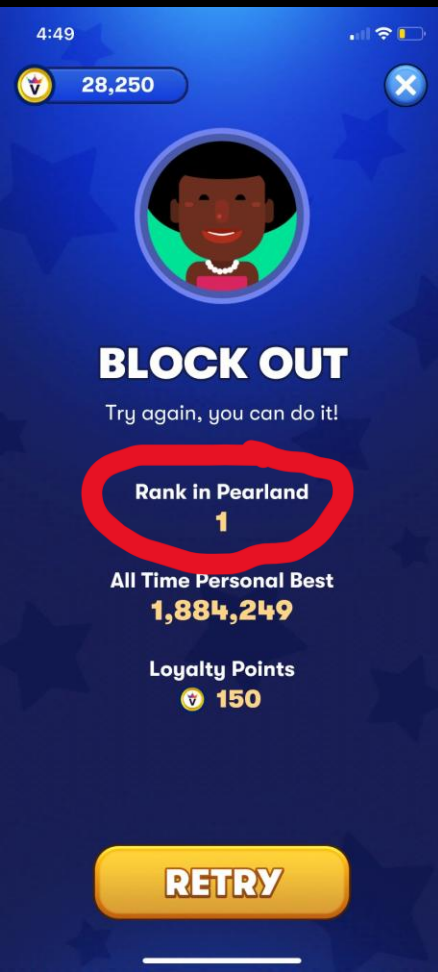 4:49
28,250
BLOCK OUT
Try again, you can do it!
Rank in Pearland
1
All Time Personal Best
1,884,249
Loyalty Points
150
RETRY